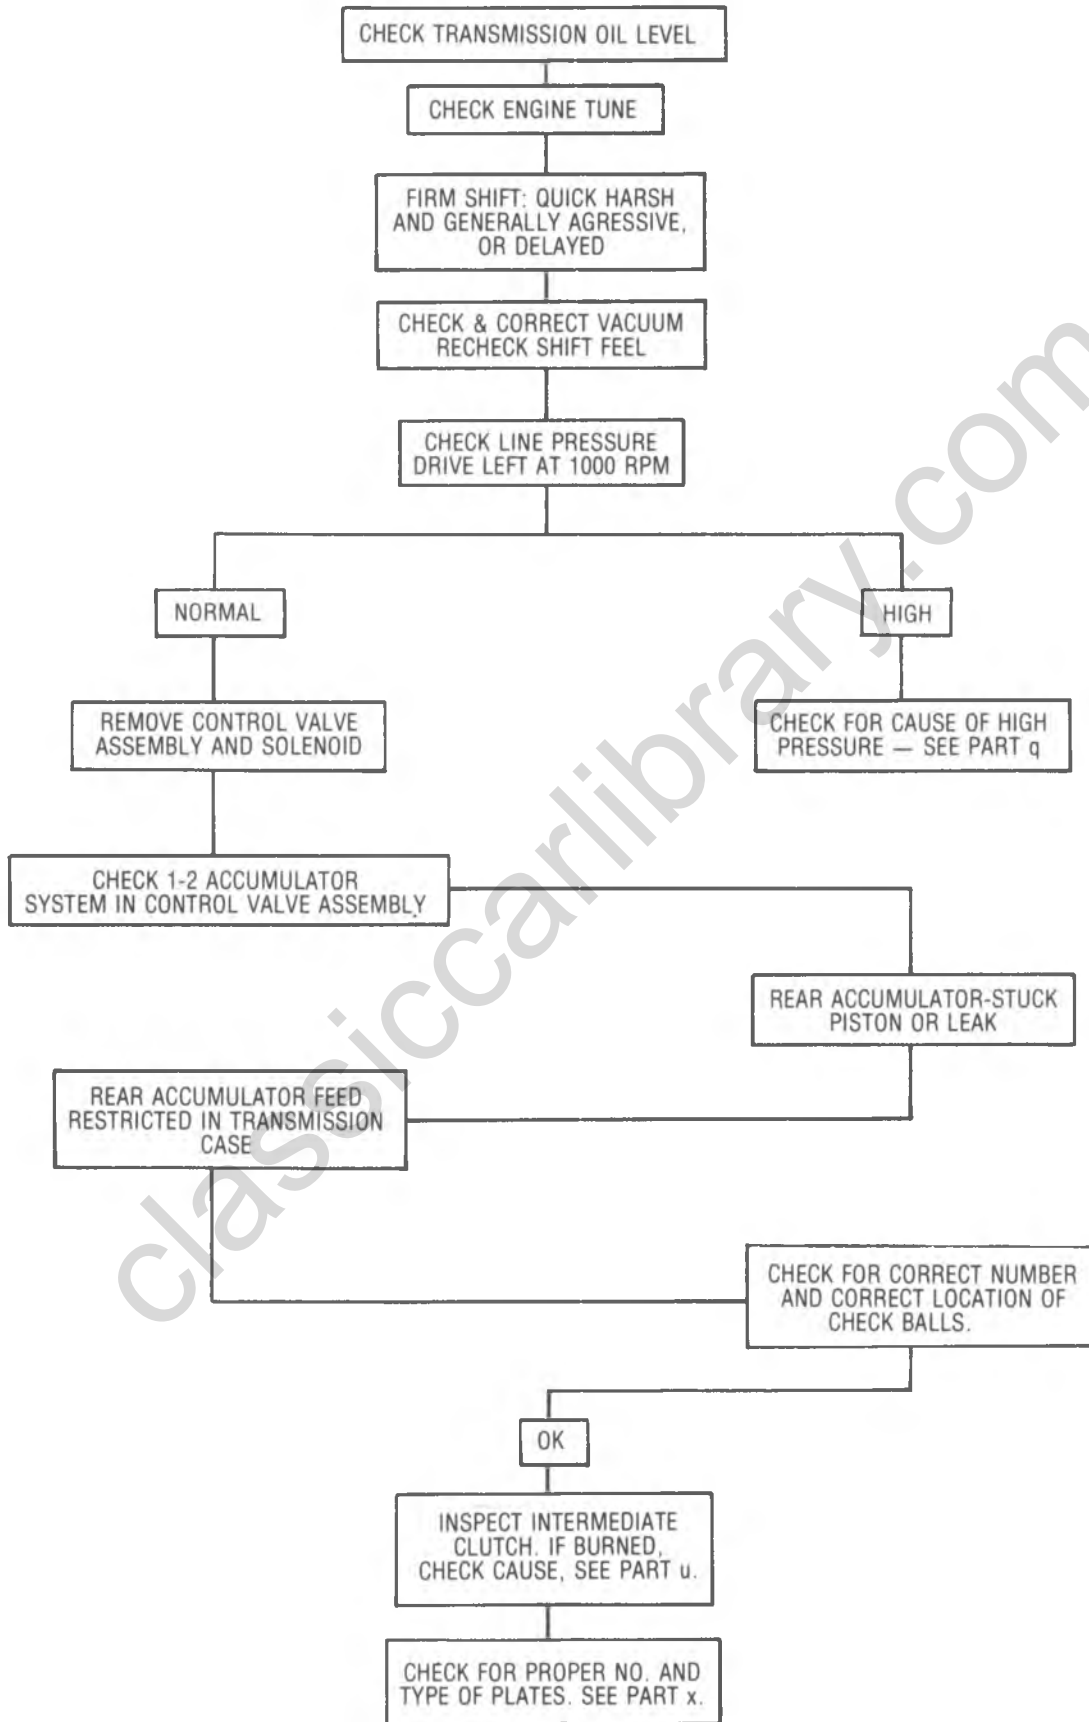 CHECK TRANSMISSION OIL LEVEL
CHECK ENGINE TUNE
FIRM SHIFT: QUICK HARSH
AND GENERALLY AGRESSIVE,
OR DELAYED
CHECK & CORRECT VACUUM
RECHECK SHIFT FEEL
CHECK LINE PRESSURE
DRIVE LEFT AT 1000 RPM
NORMAL
HIGH
REMOVE CONTROL VALVE
ASSEMBLY AND SOLENOID
CHECK FOR CAUSE OF HIGH
PRESSURE — SEE PART q
CHECK 1-2 ACCUMULATOR
SYSTEM IN CONTROL VALVE ASSEMBLY.
REAR ACCUMULATOR-STUCK
PISTON OR LEAK
REAR ACCUMULATOR FEED
RESTRICTED IN TRANSMISSION
CASE
CHECK FOR CORRECT NUMBER
AND CORRECT LOCATION OF
CHECK BALLS.
OK
INSPECT INTERMEDIATE
CLUTCH. IF BURNED,
CHECK CAUSE, SEE PART u.
CHECK FOR PROPER NO. AND
TYPE OF PLATES. SEE PART x.
classiccarlibrary.com